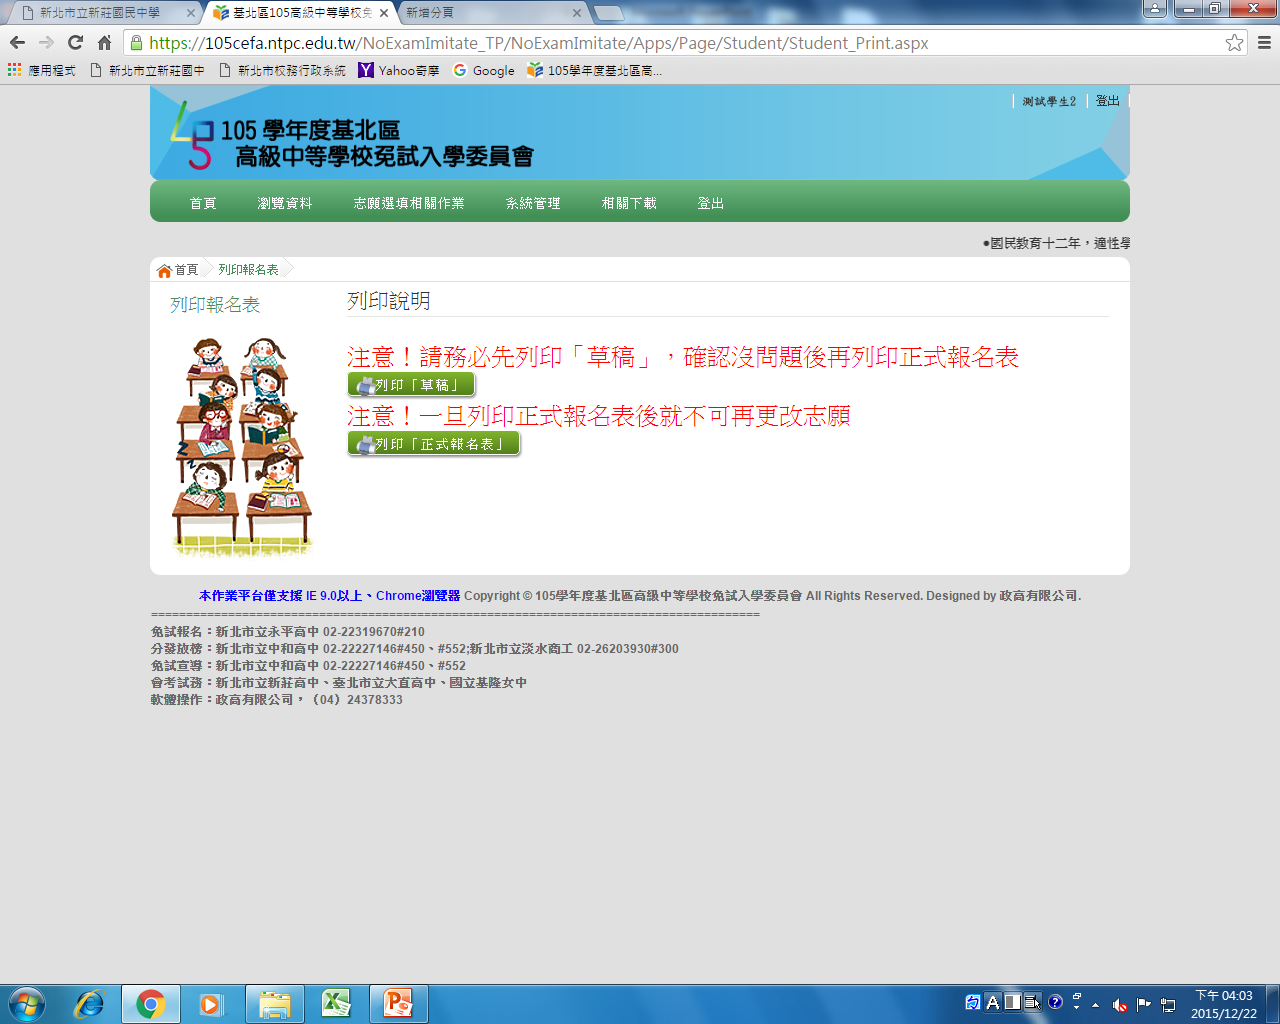 新北市立新莊國民中學
基北區105高級中等學校免
新增分頁
https://105cefa.ntpc.edu.tw/NoExamImitate_TP/NoExamImitate/Apps/Page/Student/Student_Print.aspx
應用程式 新北市立新莊國中 新北市校務行政系統 Yahoo奇摩 Google 105學年度基北區高...
測試學生2 登出
105 學年度基北區
高級中等學校免試入學委員會
首頁 瀏覽資料 志願選填相關作業 系統管理 相關下載 登出
●國民教育十二年，適性學
首頁 列印報名表
列印報名表
列印說明
注意！請務必先列印「草稿」，確認沒問題後再列印正式報名表
列印「草稿」
注意！一旦列印正式報名表後就不可再更改志願
列印「正式報名表」
本作業平台僅支援 IE 9.0以上、Chrome瀏覽器 Copyright © 105學年度基北區高級中等學校免試入學委員會 All Rights Reserved. Designed by 政高有限公司.
=======================================================================================
免試報名：新北市立永平高中 02-22319670#210
分發放榜：新北市立中和高中 02-22227146#450、#552;新北市立淡水商工 02-26203930#300
免試宣導：新北市立中和高中 02-22227146#450、#552
會考試務：新北市立新莊高中、臺北市立大直高中、國立基隆女中
軟體操作：政高有限公司，（04）24378333
下午 04:03
2015/12/22